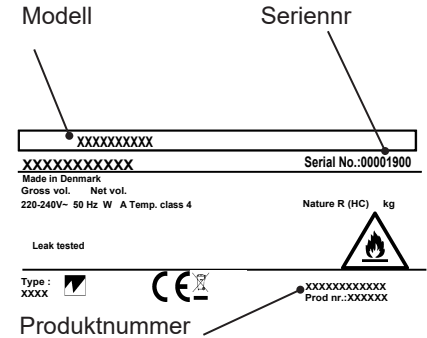 Modell Seriennr
XXXXXXXXXX
XXXXXXXXXXX Serial No.:00001900
Made in Denmark
Gross vol. Net vol.
220-240V~ 50 Hz W A Temp. class 4 Nature R (HC) kg
Leak tested
Type :
XXXX
CE
XXXXXXXXXXXX
Prod nr.:XXXXXX
Produktnummer